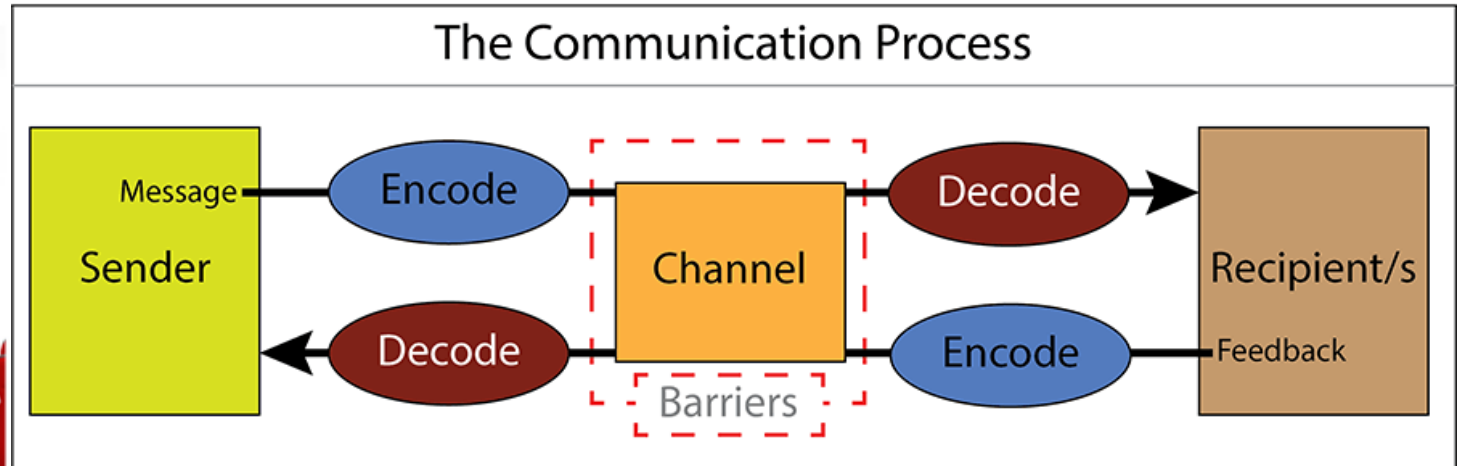 The Communication Process
Message
Encode
Decode
Sender
Channel
Recipient/s
Decode
Encode
Feedback
Barriers